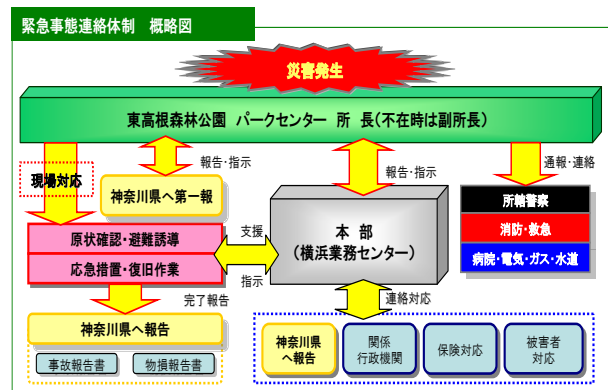 緊急事態連絡体制　概略図
災害発生
東高根森林公園 パークセンター 所 長(不在時は副所長)
報告・指示
報告・指示
通報・連絡
現場対応
神奈川県へ第一報
所轄警察
消防・救急
病院・電気・ガス・水道
原状確認・避難誘導
応急措置・復旧作業
支援
指示
本 部
(横浜業務センター)
完了報告
連絡対応
神奈川県へ報告
事故報告書
物損報告書
神奈川県
へ報告
関係
行政機関
保険対応
被害者
対応